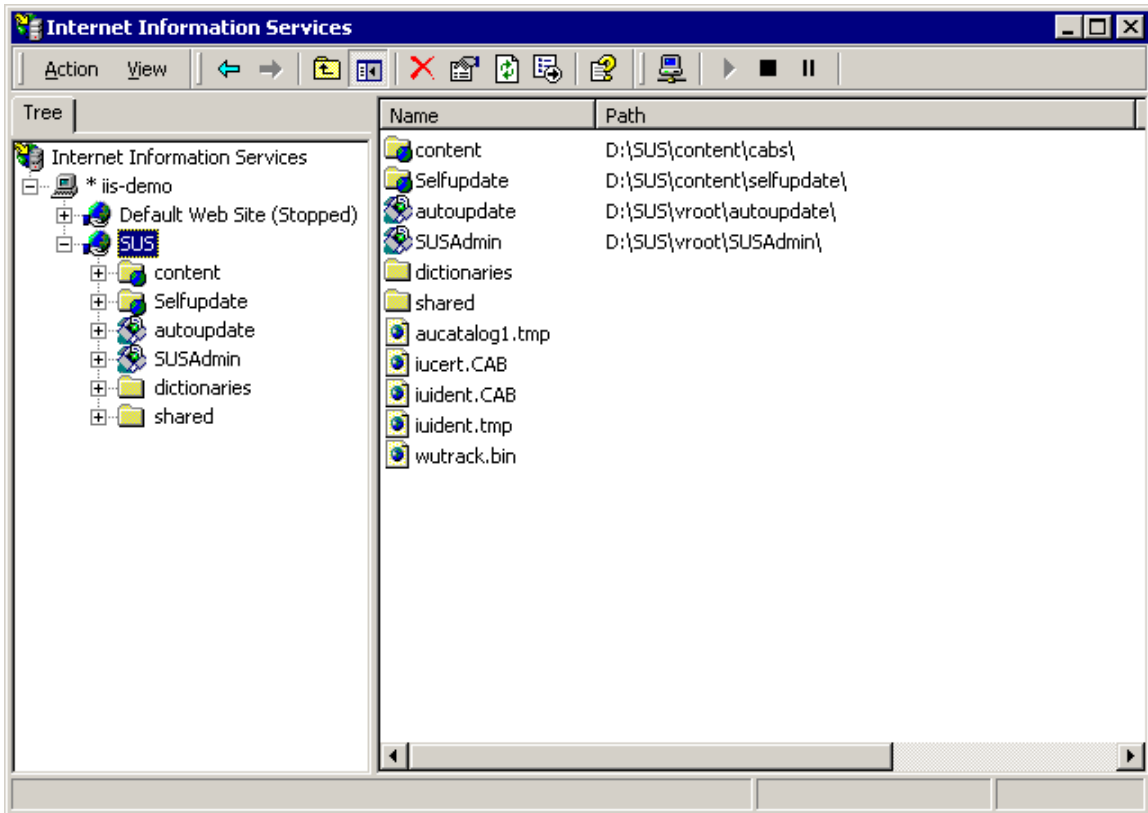 Internet Information Services
Action View
Tree
Internet Information Services
* iis-demo
Default Web Site (Stopped)
SUS
content
Selfupdate
autoupdate
SUSAdmin
dictionaries
shared
Name Path
content D:\SUS\content\cabs\
Selfupdate D:\SUS\content\selfupdate\
autoupdate D:\SUS\vroot\autoupdate\
SUSAdmin D:\SUS\vroot\SUSAdmin\
dictionaries
shared
aucatalog1.tmp
iucert.CAB
iuident.CAB
iuident.tmp
wutrack.bin